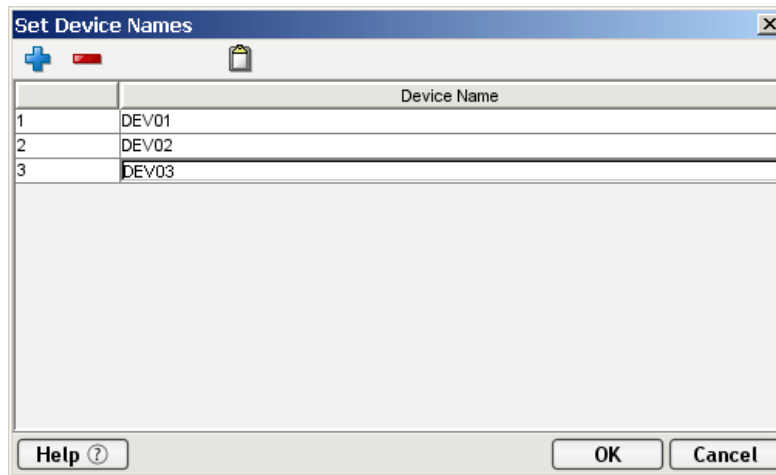 Set Device Names
Device Name
1 DEV01
2 DEV02
3 DEV03
Help ?
OK Cancel